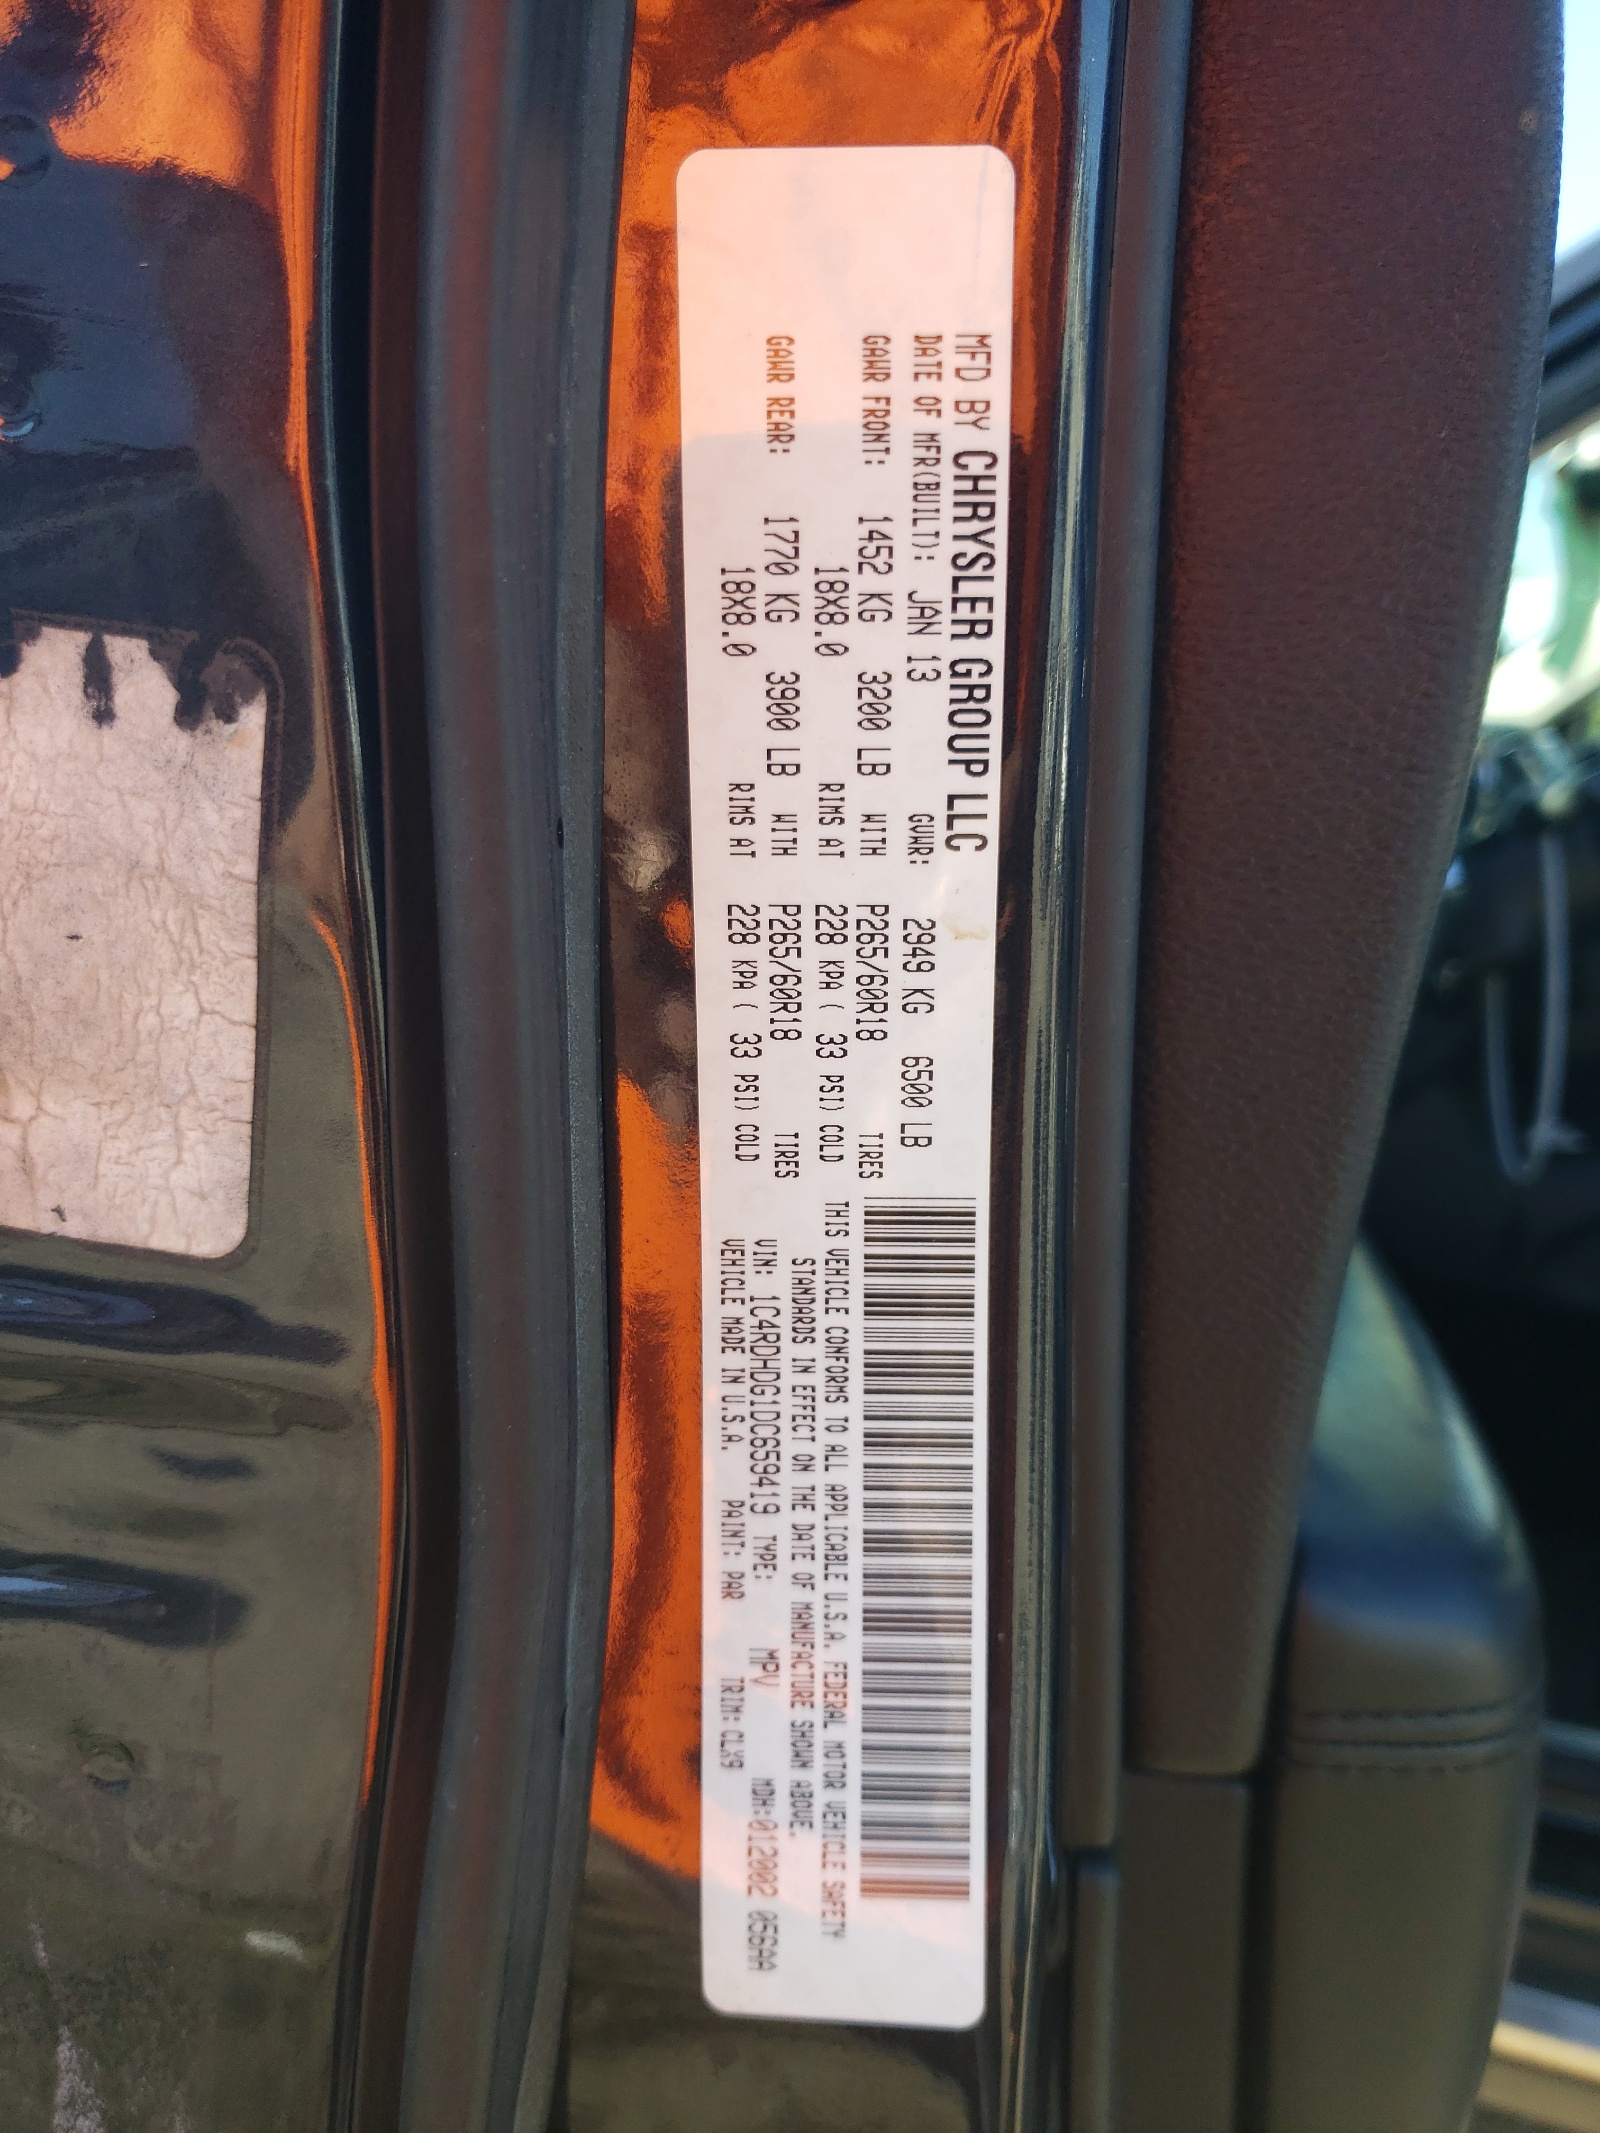 MFD BY CHRYSLER GROUP LLC
DATE OF MFR(BUILT): JAN 13 GVWR: 2949 KG 6500 LB
GAWR FRONT: 1452 KG 3200 LB WITH P265/60R18 TIRES
18X8.0 RIMS AT 228 KPA ( 33 PSI) COLD
GAWR REAR: 1770 KG 3900 LB WITH P265/60R18 TIRES
18X8.0 RIMS AT 228 KPA ( 33 PSI) COLD
THIS VEHICLE CONFORMS TO ALL APPLICABLE U.S.A. FEDERAL MOTOR VEHICLE SAFETY
STANDARDS IN EFFECT ON THE DATE OF MANUFACTURE SHOWN ABOVE.
VIN: 1C4RDHDG1DC659419 TYPE: MPV MDH:012002 056AA
VEHICLE MADE IN U.S.A. PAINT: PAR TRIM: CLX9